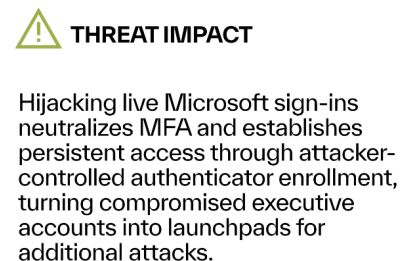 THREAT IMPACT
Hijacking live Microsoft sign-ins
neutralizes MFA and establishes
persistent access through attacker-
controlled authenticator enrollment,
turning compromised executive
accounts into launchpads for
additional attacks.